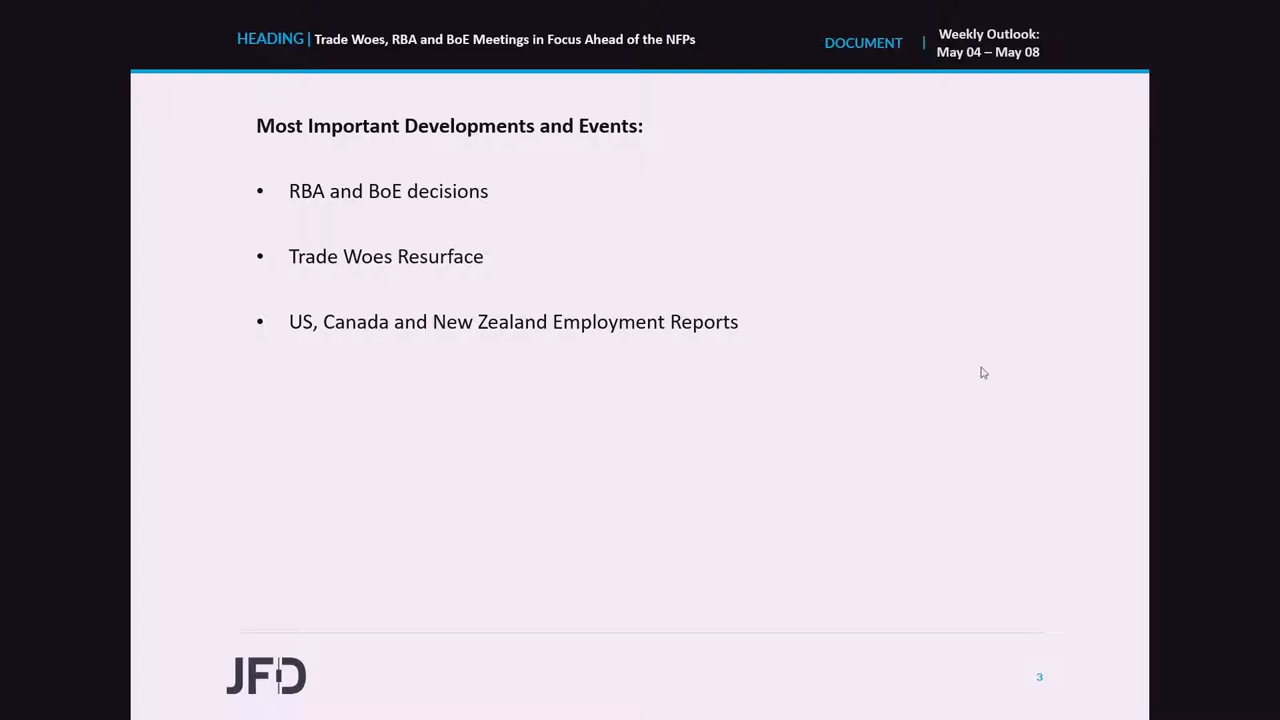 HEADING | Trade Woes, RBA and BoE Meetings in Focus Ahead of the NFPs
DOCUMENT | Weekly Outlook:
May 04 – May 08
Most Important Developments and Events:
• RBA and BoE decisions
• Trade Woes Resurface
• US, Canada and New Zealand Employment Reports
JFD
3